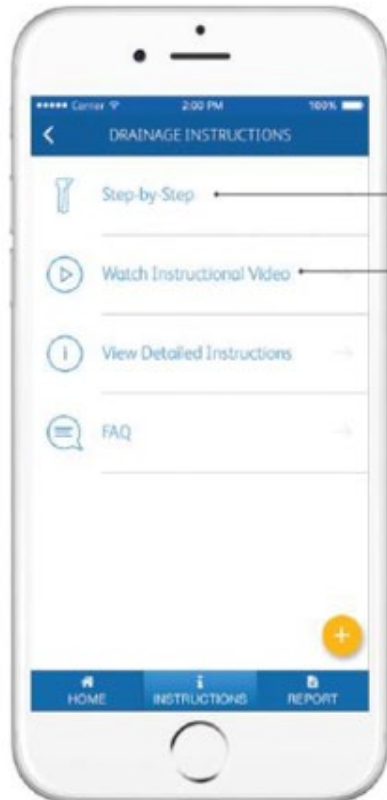 Carrier 2:00 PM 100%
DRAINAGE INSTRUCTIONS
Step-by-Step
Watch Instructional Video
View Detailed Instructions
FAQ
HOME INSTRUCTIONS REPORT